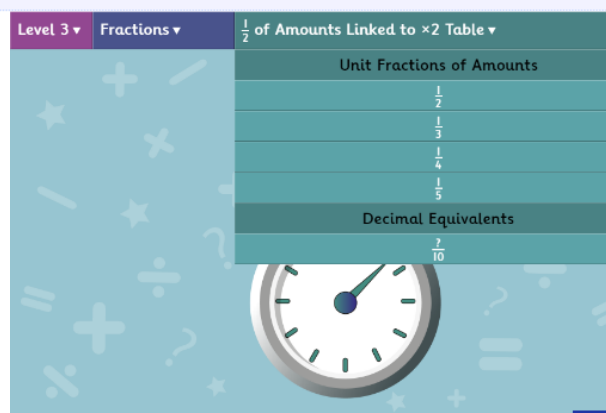 Level 3▼ Fractions▼ 1/2 of Amounts Linked to ×2 Table▼
Unit Fractions of Amounts
1/2
1/3
1/4
1/5
Decimal Equivalents
?/10